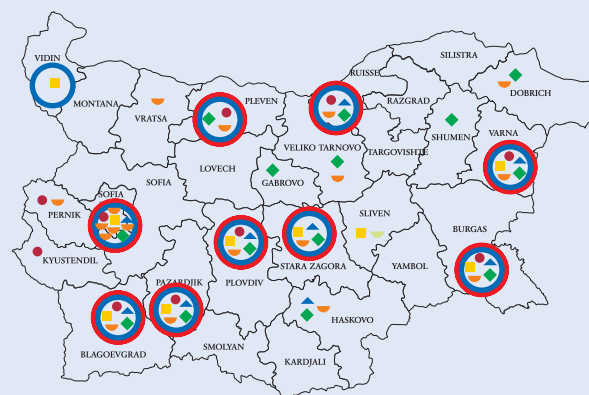 SILISTRA
VIDIN
RUISSE
DOBRICH
MONTANA
PLEVEN
RAZGRAD
VRATSA
SHUMEN
VARNA
VELIKO TARNOVO
TARGOVISHTE
LOVECH
SOFIA
GABROVO
SOFIA
PERNIK
SLIVEN
BURGAS
KYUSTENDIL
STARA ZAGORA
YAMBOL
PAZARDJIK
PLOVDIV
HASKOVO
SMOLYAN
BLAGOEVGRAD
KARDJALI